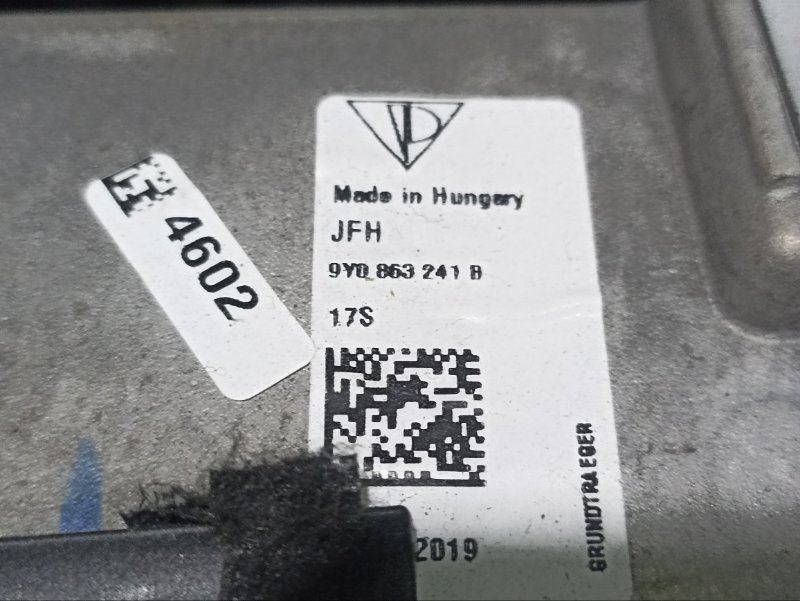 4602
Made in Hungary
JFH
9Y0 863 241 B
17S
2019
GRUNDTRAEGER